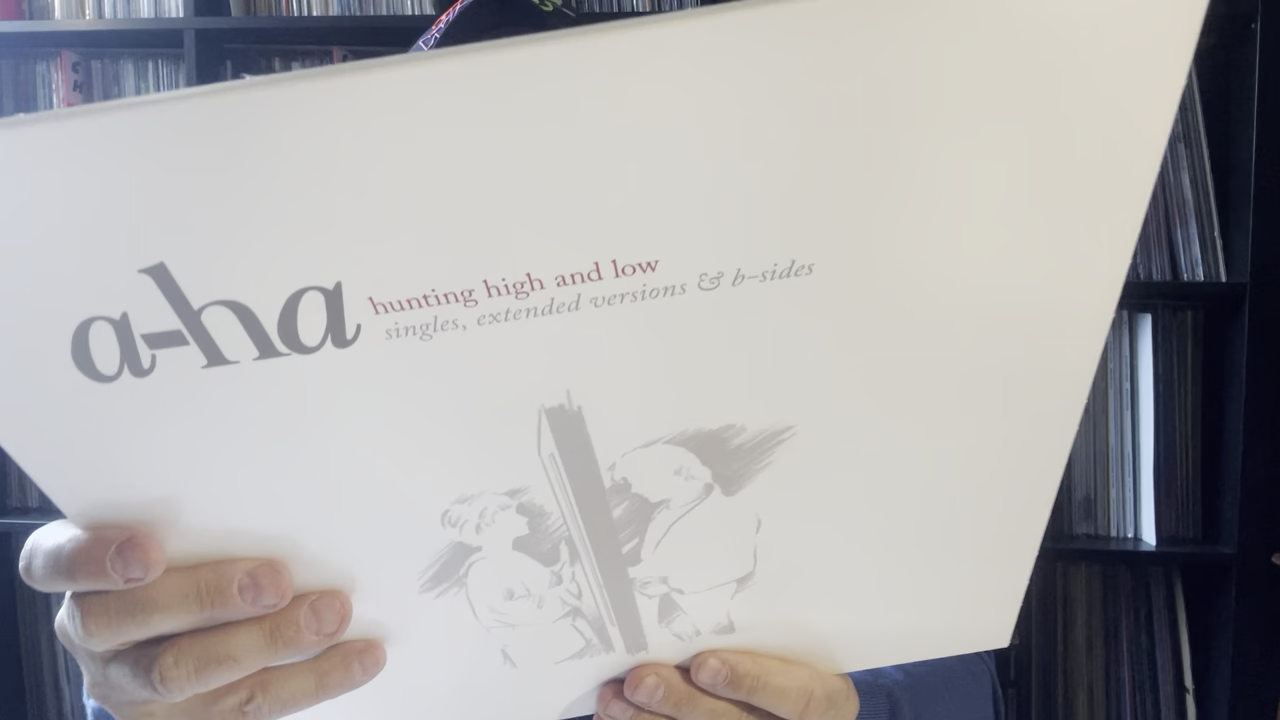 a-ha
hunting high and low
singles, extended versions & b-sides